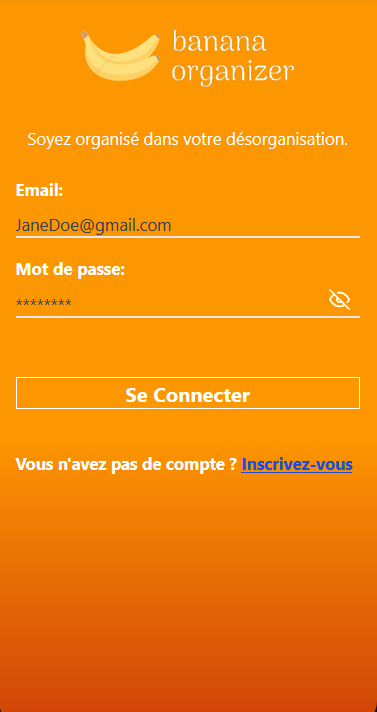 banana
organizer
Soyez organisé dans votre désorganisation.
Email:
JaneDoe@gmail.com
Mot de passe:
********
Se Connecter
Vous n'avez pas de compte ? Inscrivez-vous